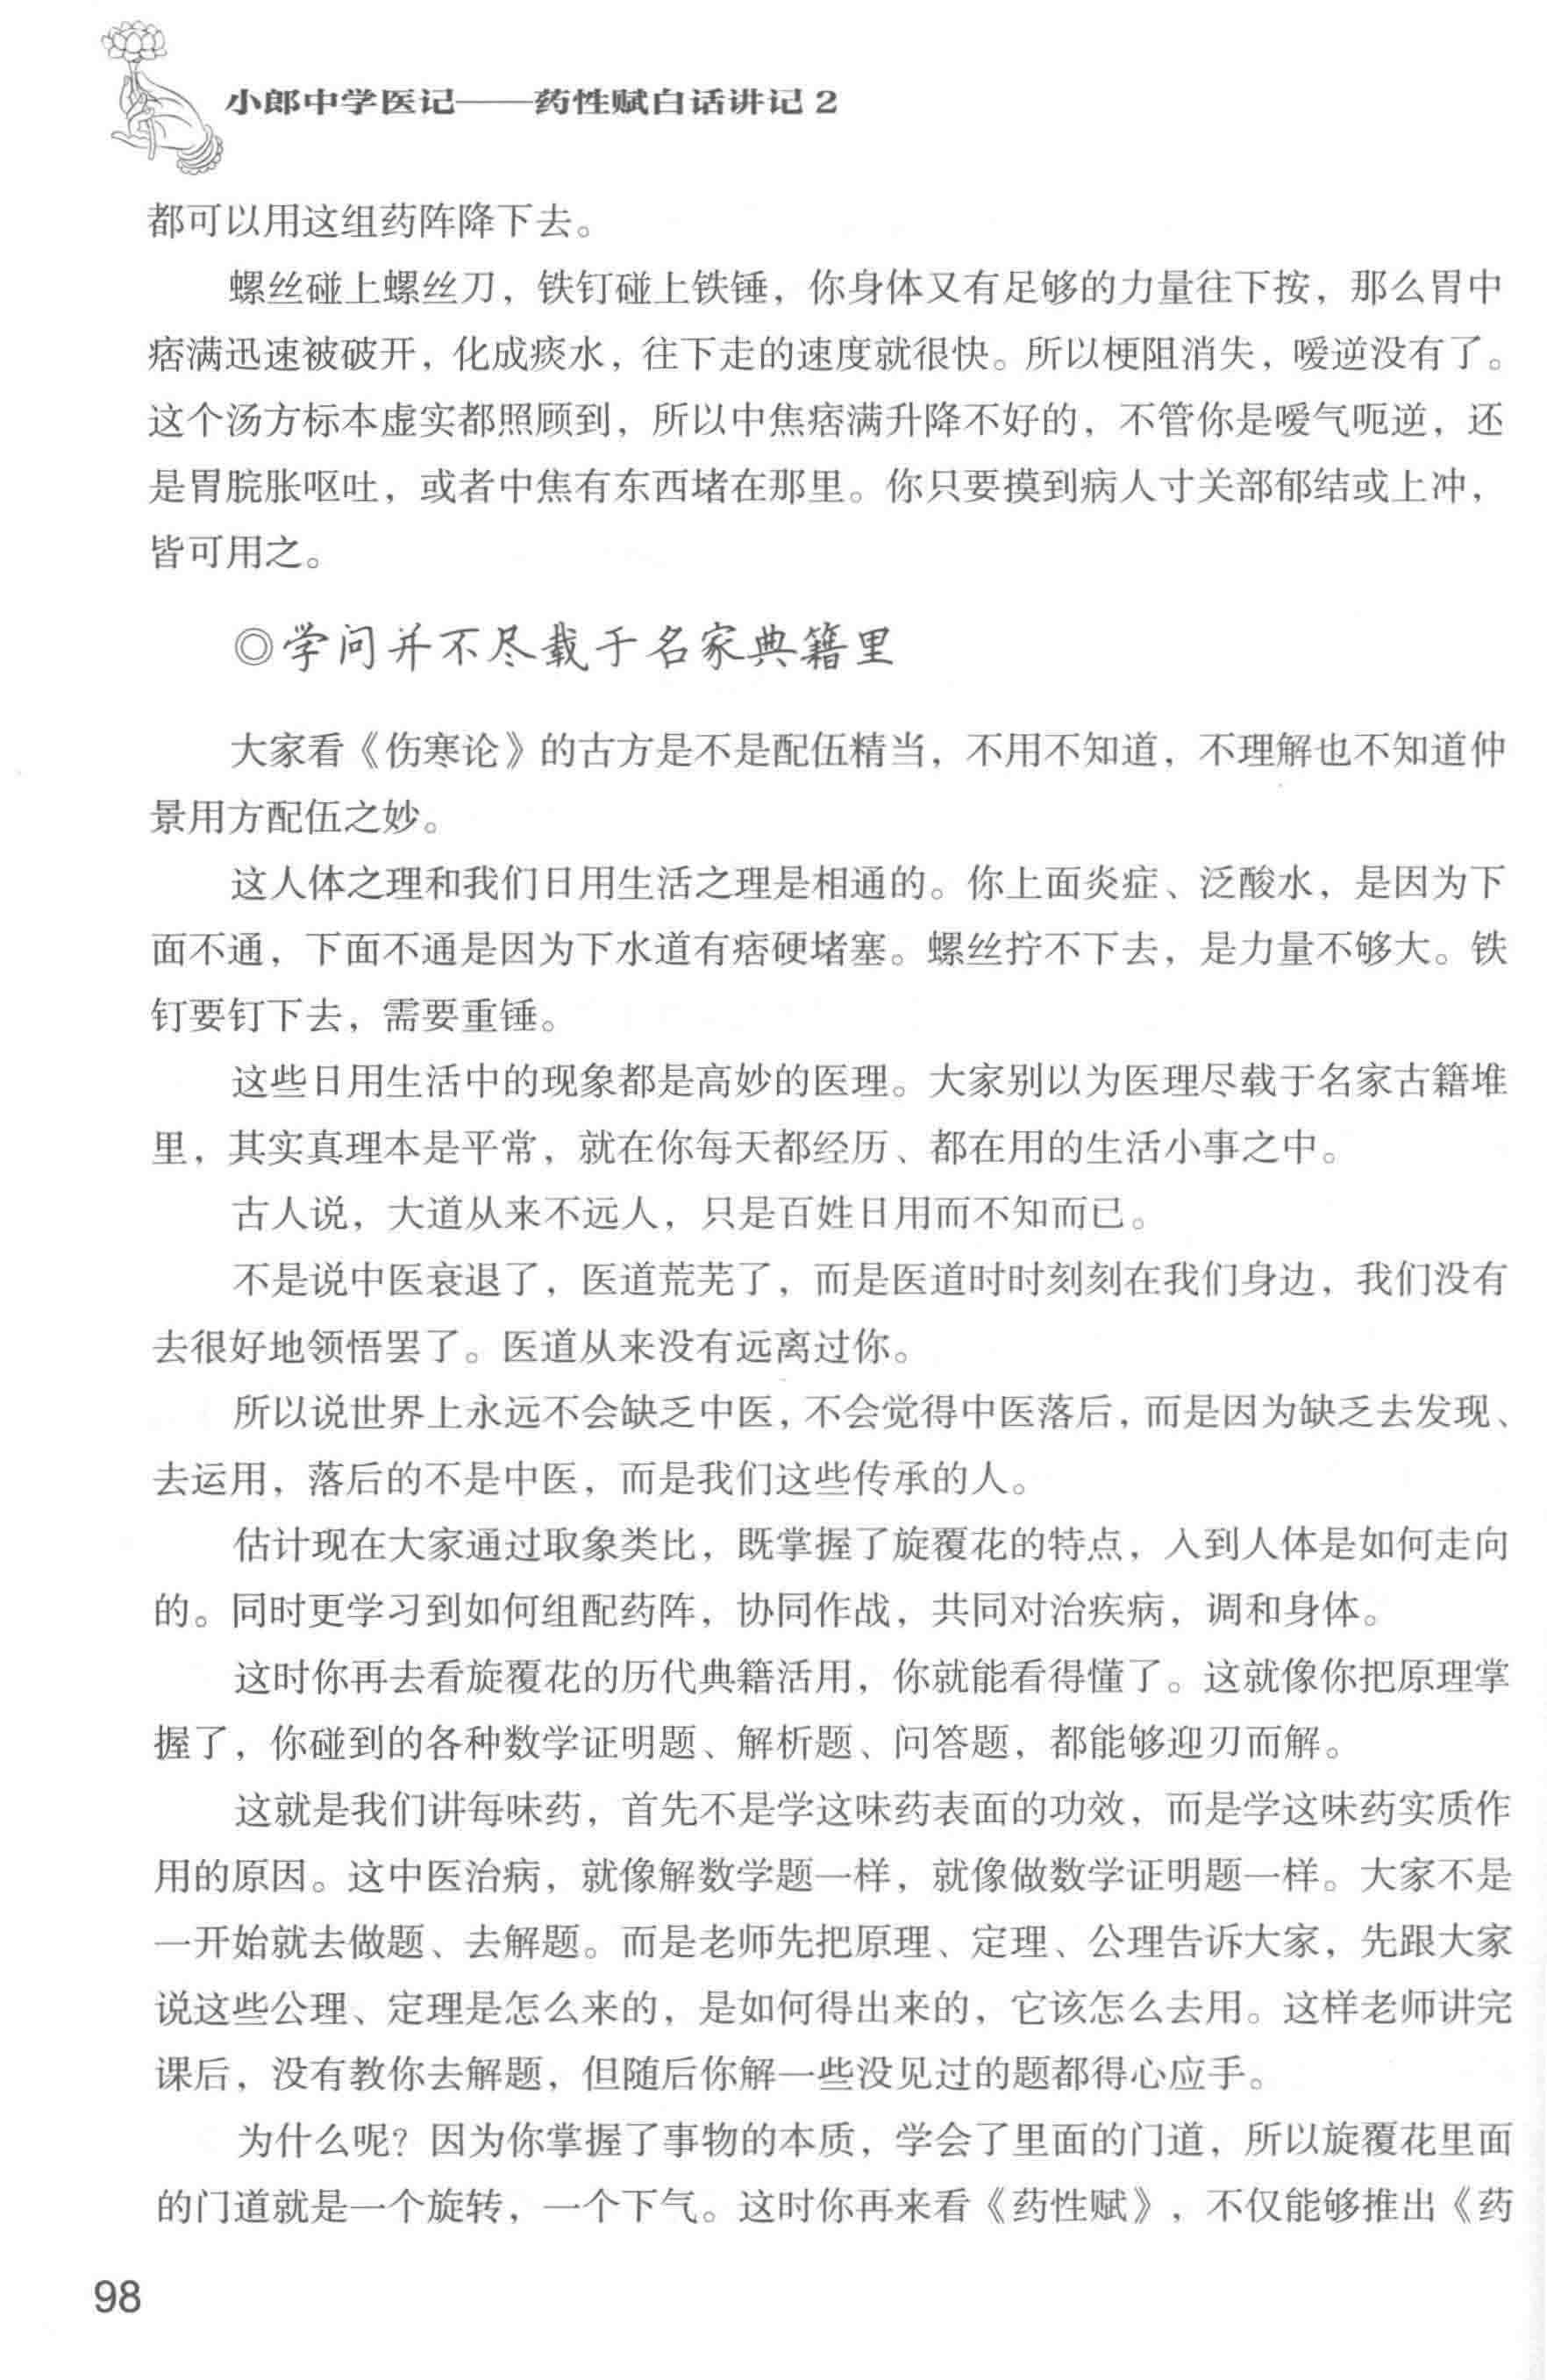 小郎中学医记——药性赋白话讲记2
都可以用这组药阵降下去。
螺丝碰上螺丝刀，铁钉碰上铁锤，你身体又有足够的力量往下按，那么胃中
痞满迅速被破开，化成痰水，往下走的速度就很快。所以梗阻消失，嗳逆没有了。
这个汤方标本虚实都照顾到，所以中焦痞满升降不好的，不管你是嗳气呃逆，还
是胃脘胀呕吐，或者中焦有东西堵在那里。你只要摸到病人寸关部郁结或上冲，
皆可用之。
◎学问并不尽载于名家典籍里
大家看《伤寒论》的古方是不是配伍精当，不用不知道，不理解也不知道仲
景用方配伍之妙。
这人体之理和我们日用生活之理是相通的。你上面炎症、泛酸水，是因为下
面不通，下面不通是因为下水道有痞硬堵塞。螺丝拧不下去，是力量不够大。铁
钉要钉下去，需要重锤。
这些日用生活中的现象都是高妙的医理。大家别以为医理尽载于名家古籍堆
里，其实真理本是平常，就在你每天都经历、都在用的生活小事之中。
古人说，大道从来不远人，只是百姓日用而不知而已。
不是说中医衰退了，医道荒芜了，而是医道时时刻刻在我们身边，我们没有
去很好地领悟罢了。医道从来没有远离过你。
所以说世界上永远不会缺乏中医，不会觉得中医落后，而是因为缺乏去发现、
去运用，落后的不是中医，而是我们这些传承的人。
估计现在大家通过取象类比，既掌握了旋覆花的特点，入到人体是如何走向
的。同时更学习到如何组配药阵，协同作战，共同对治疾病，调和身体。
这时你再去看旋覆花的历代典籍活用，你就能看得懂了。这就像你把原理掌
握了，你碰到的各种数学证明题、解析题、问答题，都能够迎刃而解。
这就是我们讲每味药，首先不是学这味药表面的功效，而是学这味药实质作
用的原因。这中医治病，就像解数学题一样，就像做数学证明题一样。大家不是
一开始就去做题、去解题。而是老师先把原理、定理、公理告诉大家，先跟大家
说这些公理、定理是怎么来的，是如何得出来的，它该怎么去用。这样老师讲完
课后，没有教你去解题，但随后你解一些没见过的题都得心应手。
为什么呢？因为你掌握了事物的本质，学会了里面的门道，所以旋覆花里面
的门道就是一个旋转，一个下气。这时你再来看《药性赋》，不仅能够推出《药
98